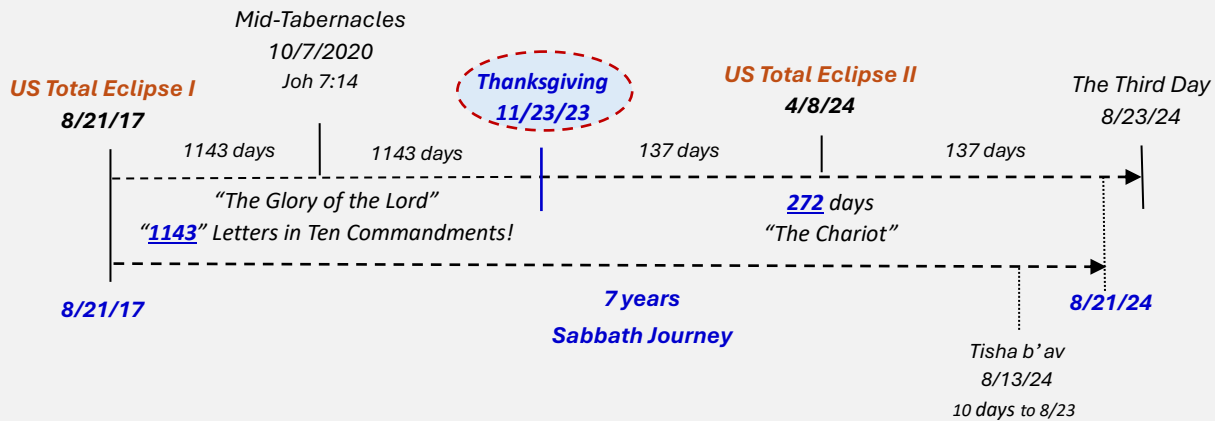 Mid-Tabernacles
10/7/2020
Joh 7:14
US Total Eclipse I
8/21/17
Thanksgiving
11/23/23
US Total Eclipse II
4/8/24
The Third Day
8/23/24
1143 days
1143 days
137 days
137 days
“The Glory of the Lord”
“1143” Letters in Ten Commandments!
272 days
“The Chariot”
8/21/17
7 years
Sabbath Journey
8/21/24
Tisha b’ av
8/13/24
10 days to 8/23